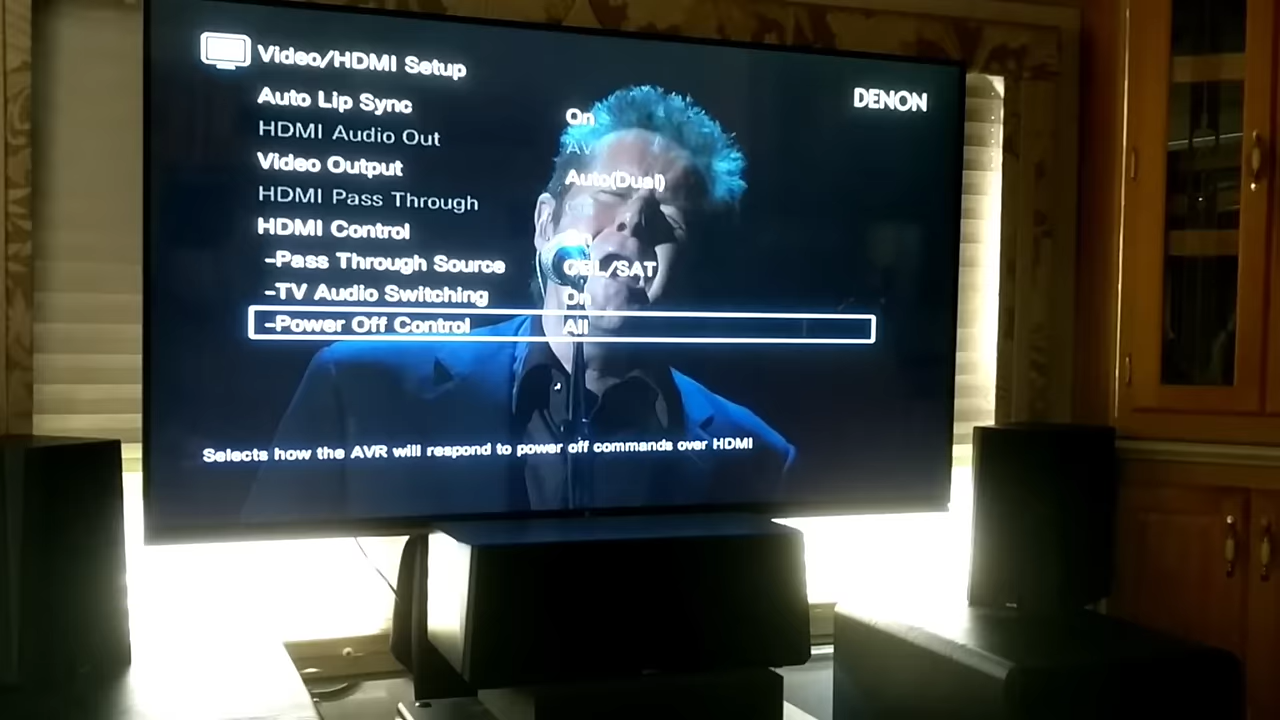 Video/HDMI Setup
DENON
Auto Lip Sync On
HDMI Audio Out AV
Video Output Auto(Dual)
HDMI Pass Through
HDMI Control
-Pass Through Source CBL/SAT
-TV Audio Switching On
-Power Off Control All
Selects how the AVR will respond to power off commands over HDMI